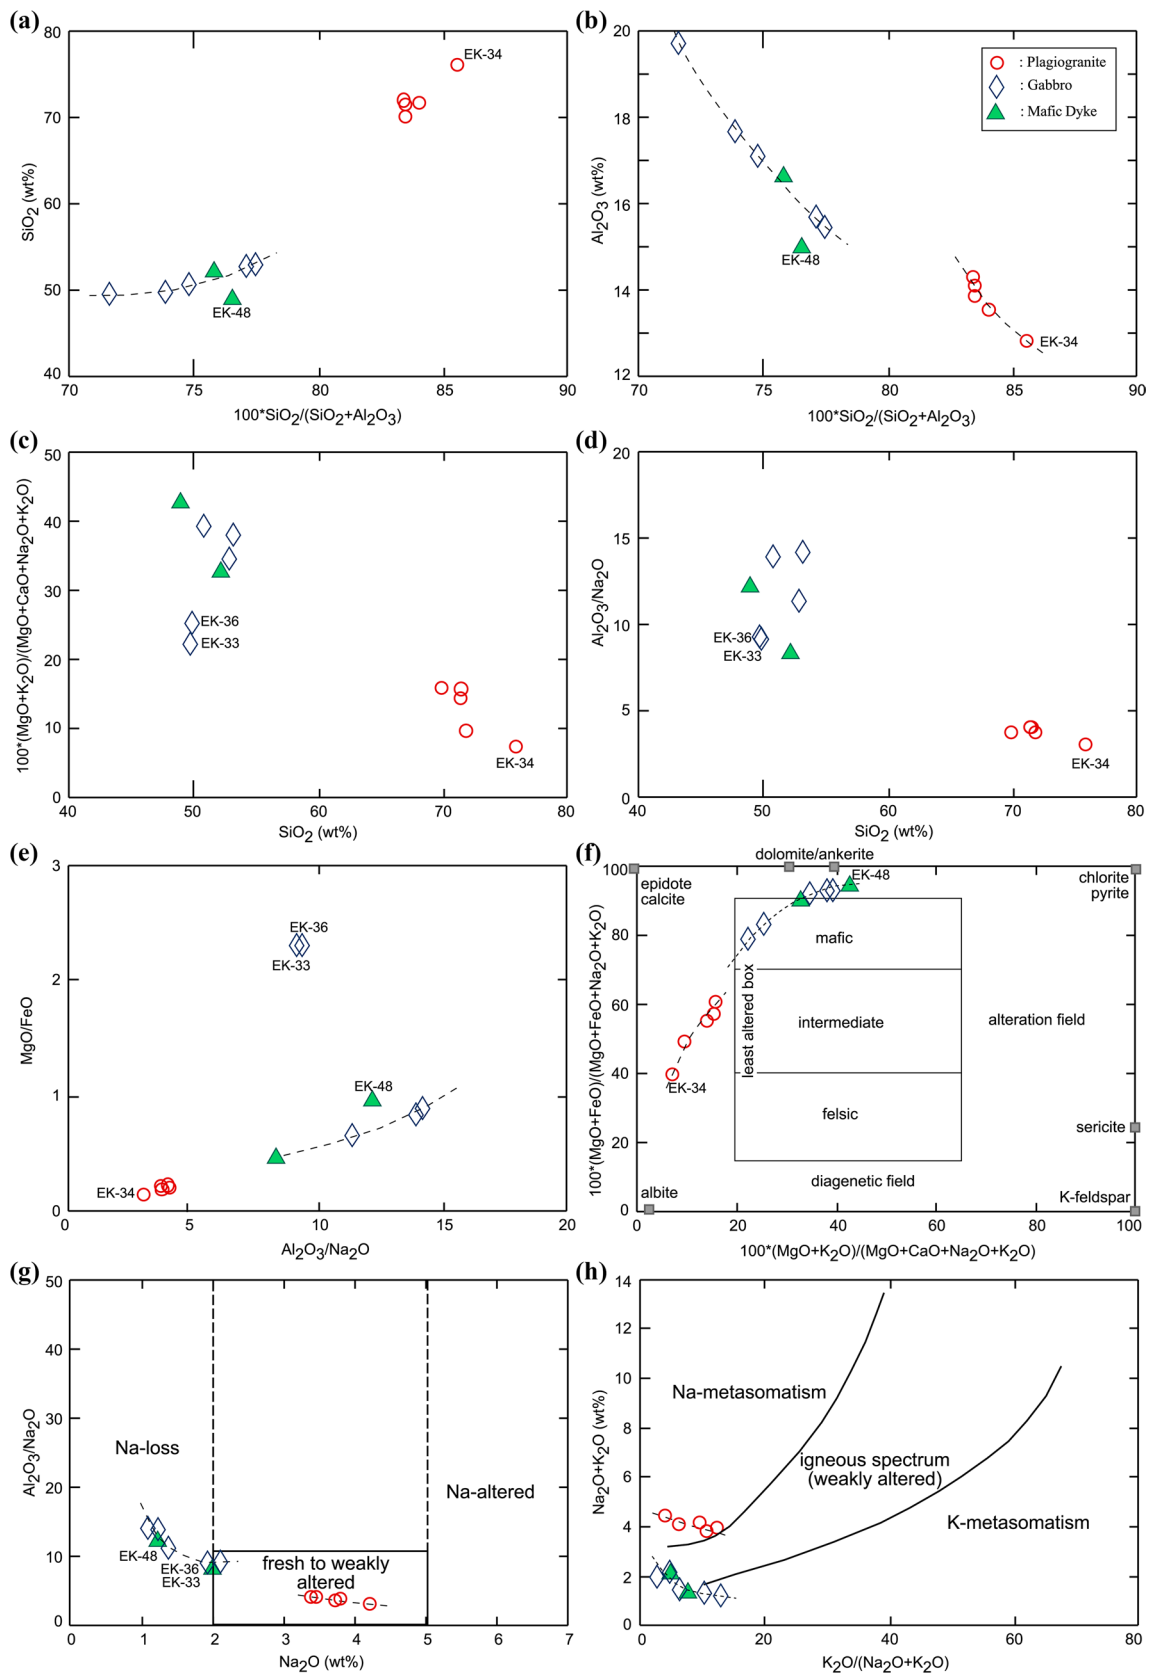 (a)
80
70
60
50
40
SiO2 (wt%)
EK-34
EK-48
70 75 80 85 90
100*SiO2/(SiO2+Al2O3)
(b)
20
18
16
14
12
Al2O3 (wt%)
: Plagiogranite
: Gabbro
: Mafic Dyke
EK-48
EK-34
70 75 80 85 90
100*SiO2/(SiO2+Al2O3)
(c)
50
40
30
20
10
0
100*(MgO+K2O)/(MgO+CaO+Na2O+K2O)
EK-36
EK-33
EK-34
40 50 60 70 80
SiO2 (wt%)
(d)
20
15
10
5
0
Al2O3/Na2O
EK-36
EK-33
EK-34
40 50 60 70 80
SiO2 (wt%)
(e)
3
2
1
0
MgO/FeO
EK-36
EK-33
EK-48
EK-34
0 5 10 15 20
Al2O3/Na2O
(f)
dolomite/ankerite
100
80
60
40
20
0
100*(MgO+FeO)/(MgO+FeO+Na2O+K2O)
epidote
calcite
EK-48
chlorite
pyrite
mafic
least altered box
intermediate
alteration field
EK-34
felsic
sericite
diagenetic field
albite
K-feldspar
0 20 40 60 80 100
100*(MgO+K2O)/(MgO+CaO+Na2O+K2O)
(g)
50
40
30
20
10
0
Al2O3/Na2O
Na-loss
Na-altered
EK-48
EK-36
EK-33
fresh to weakly
altered
0 1 2 3 4 5 6 7
Na2O (wt%)
(h)
14
12
10
8
6
4
2
0
Na2O+K2O (wt%)
Na-metasomatism
igneous spectrum
(weakly altered)
K-metasomatism
0 20 40 60 80
K2O/(Na2O+K2O)